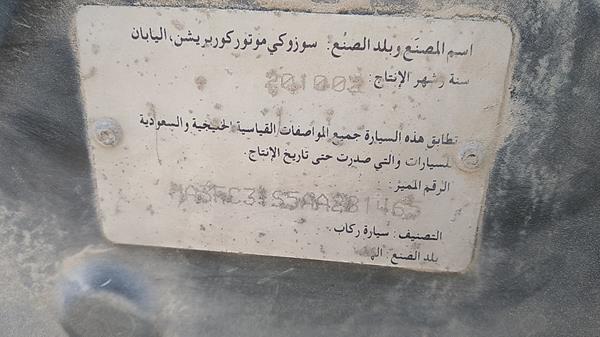 اسم المصنع وبلد الصنع: سوزوكي موتور كوربريشن، اليابان
سنة وشهر الإنتاج: 201002
تطابق هذه السيارة جميع المواصفات القياسية الخليجية والسعودية
للسيارات والتي صدرت حتى تاريخ الإنتاج.
الرقم المميز:
التصنيف: سيارة ركاب
بلد الصنع: